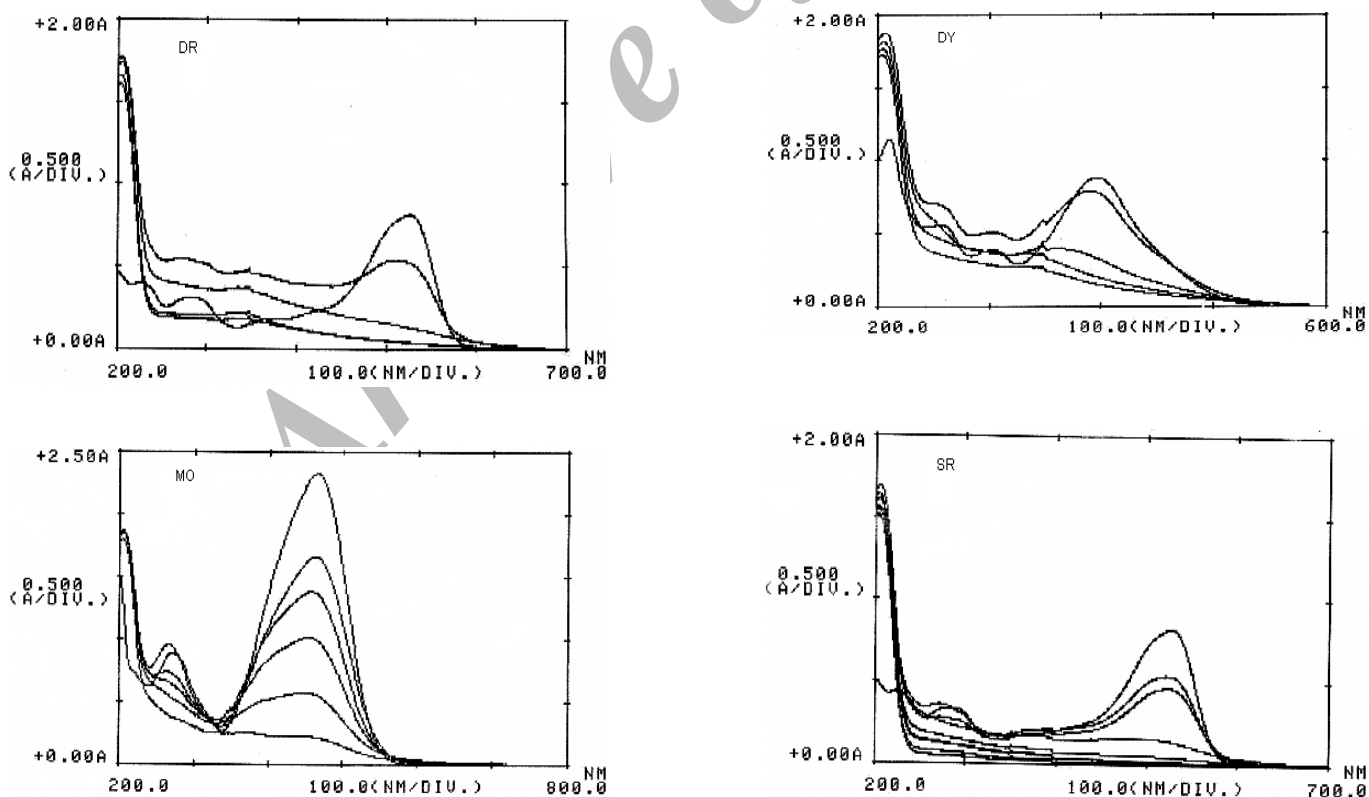 +2.00A
DR
0.500
(A/DIV.)
+0.00A
200.0 100.0(NM/DIV.) 700.0
NM
+2.00A
DY
0.500
(A/DIV.)
+0.00A
200.0 100.0(NM/DIV.) 600.0
NM
+2.50A
MO
0.500
(A/DIV.)
+0.00A
200.0 100.0(NM/DIV.) 800.0
NM
+2.00A
SR
0.500
(A/DIV.)
+0.00A
200.0 100.0(NM/DIV.) 700.0
NM